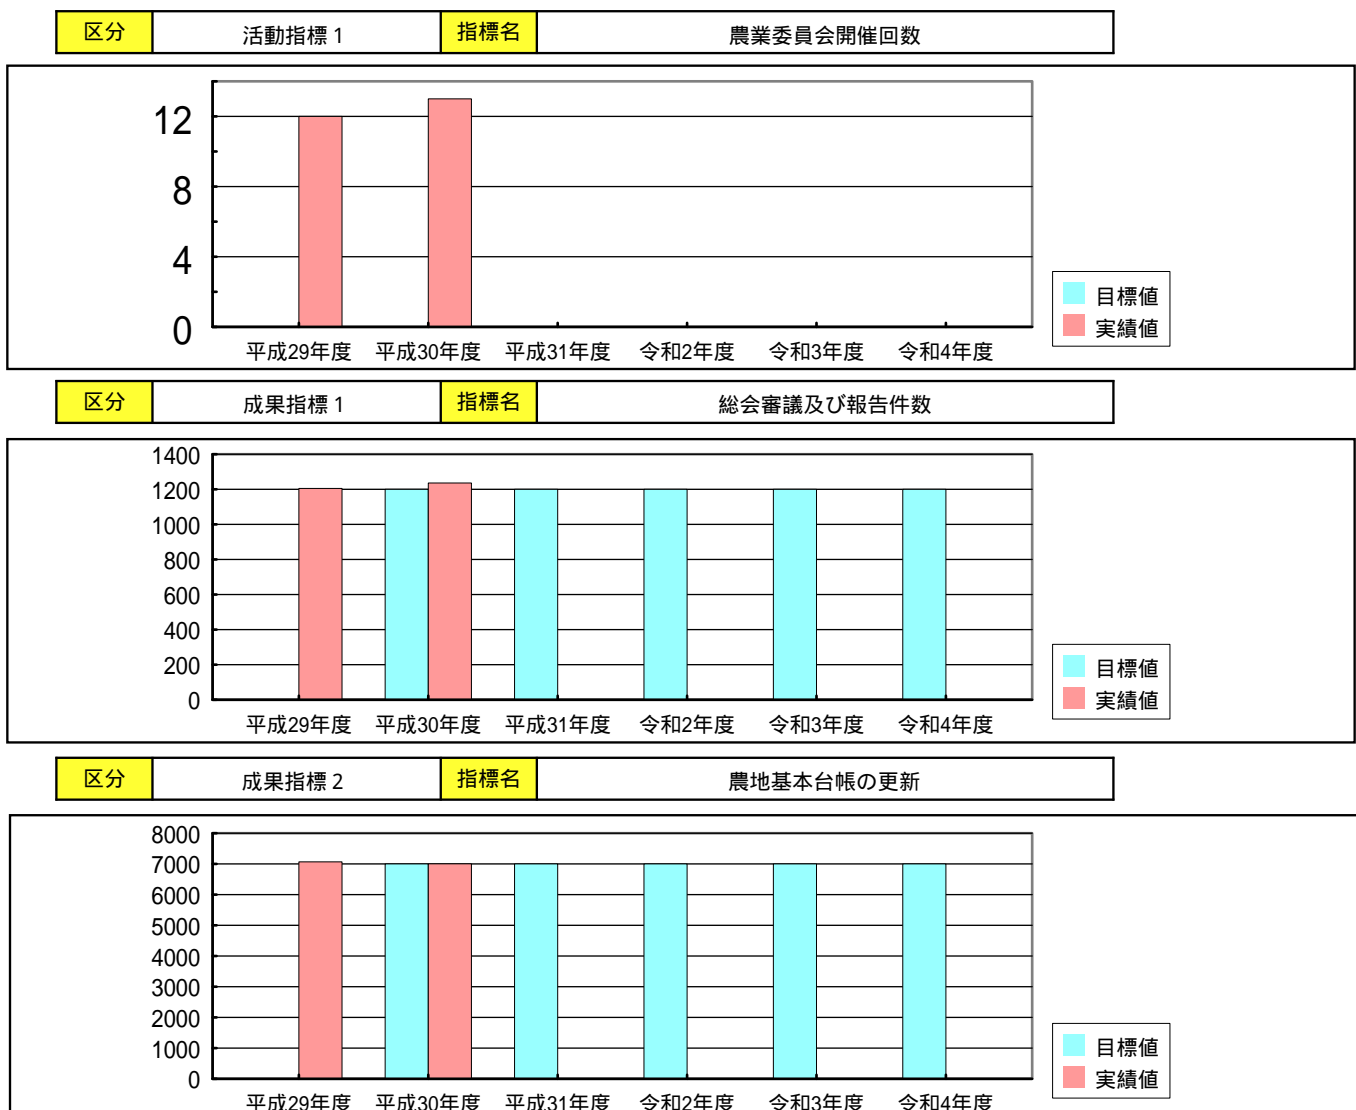 区分 活動指標1 指標名 農業委員会開催回数
12
8
4
0
平成29年度 平成30年度 平成31年度 令和2年度 令和3年度 令和4年度
目標値
実績値
区分 成果指標1 指標名 総会審議及び報告件数
1400
1200
1000
800
600
400
200
0
平成29年度 平成30年度 平成31年度 令和2年度 令和3年度 令和4年度
目標値
実績値
区分 成果指標2 指標名 農地基本台帳の更新
8000
7000
6000
5000
4000
3000
2000
1000
0
平成29年度 平成30年度 平成31年度 令和2年度 令和3年度 令和4年度
目標値
実績値